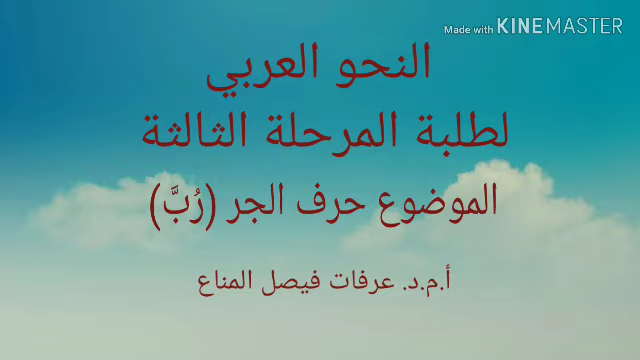 Made with KINEMASTER
النحو العربي
لطلبة المرحلة الثالثة
الموضوع حرف الجر (رُبَّ)
أ.م.د. عرفات فيصل المناع